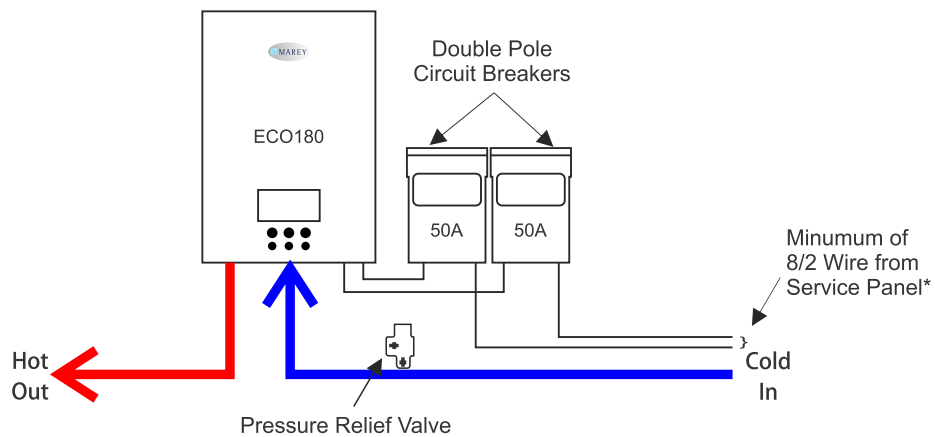 MAREY
Double Pole
Circuit Breakers
ECO180
50A
50A
Minumum of
8/2 Wire from
Service Panel*
}
Hot
Out
Cold
In
Pressure Relief Valve